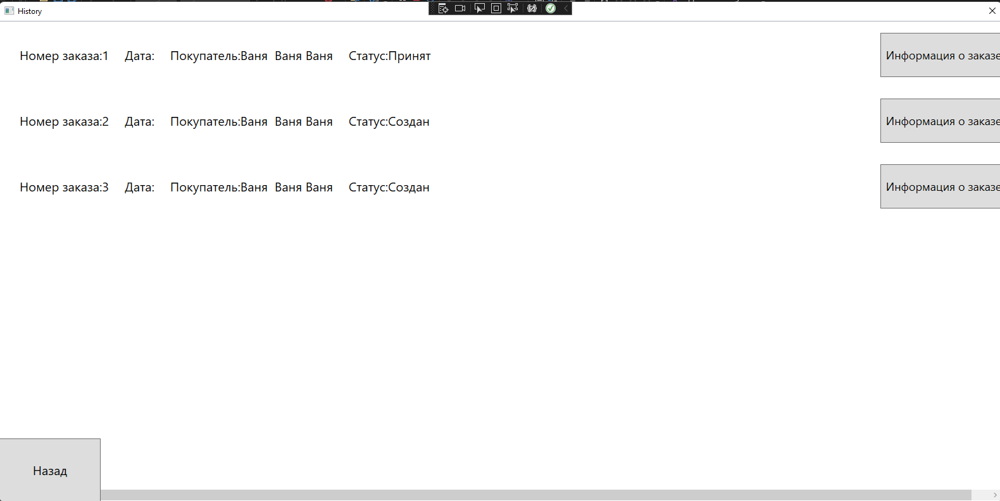 History
Номер заказа:1 Дата: Покупатель:Ваня Ваня Ваня Статус:Принят Информация о заказе
Номер заказа:2 Дата: Покупатель:Ваня Ваня Ваня Статус:Создан Информация о заказе
Номер заказа:3 Дата: Покупатель:Ваня Ваня Ваня Статус:Создан Информация о заказе
Назад